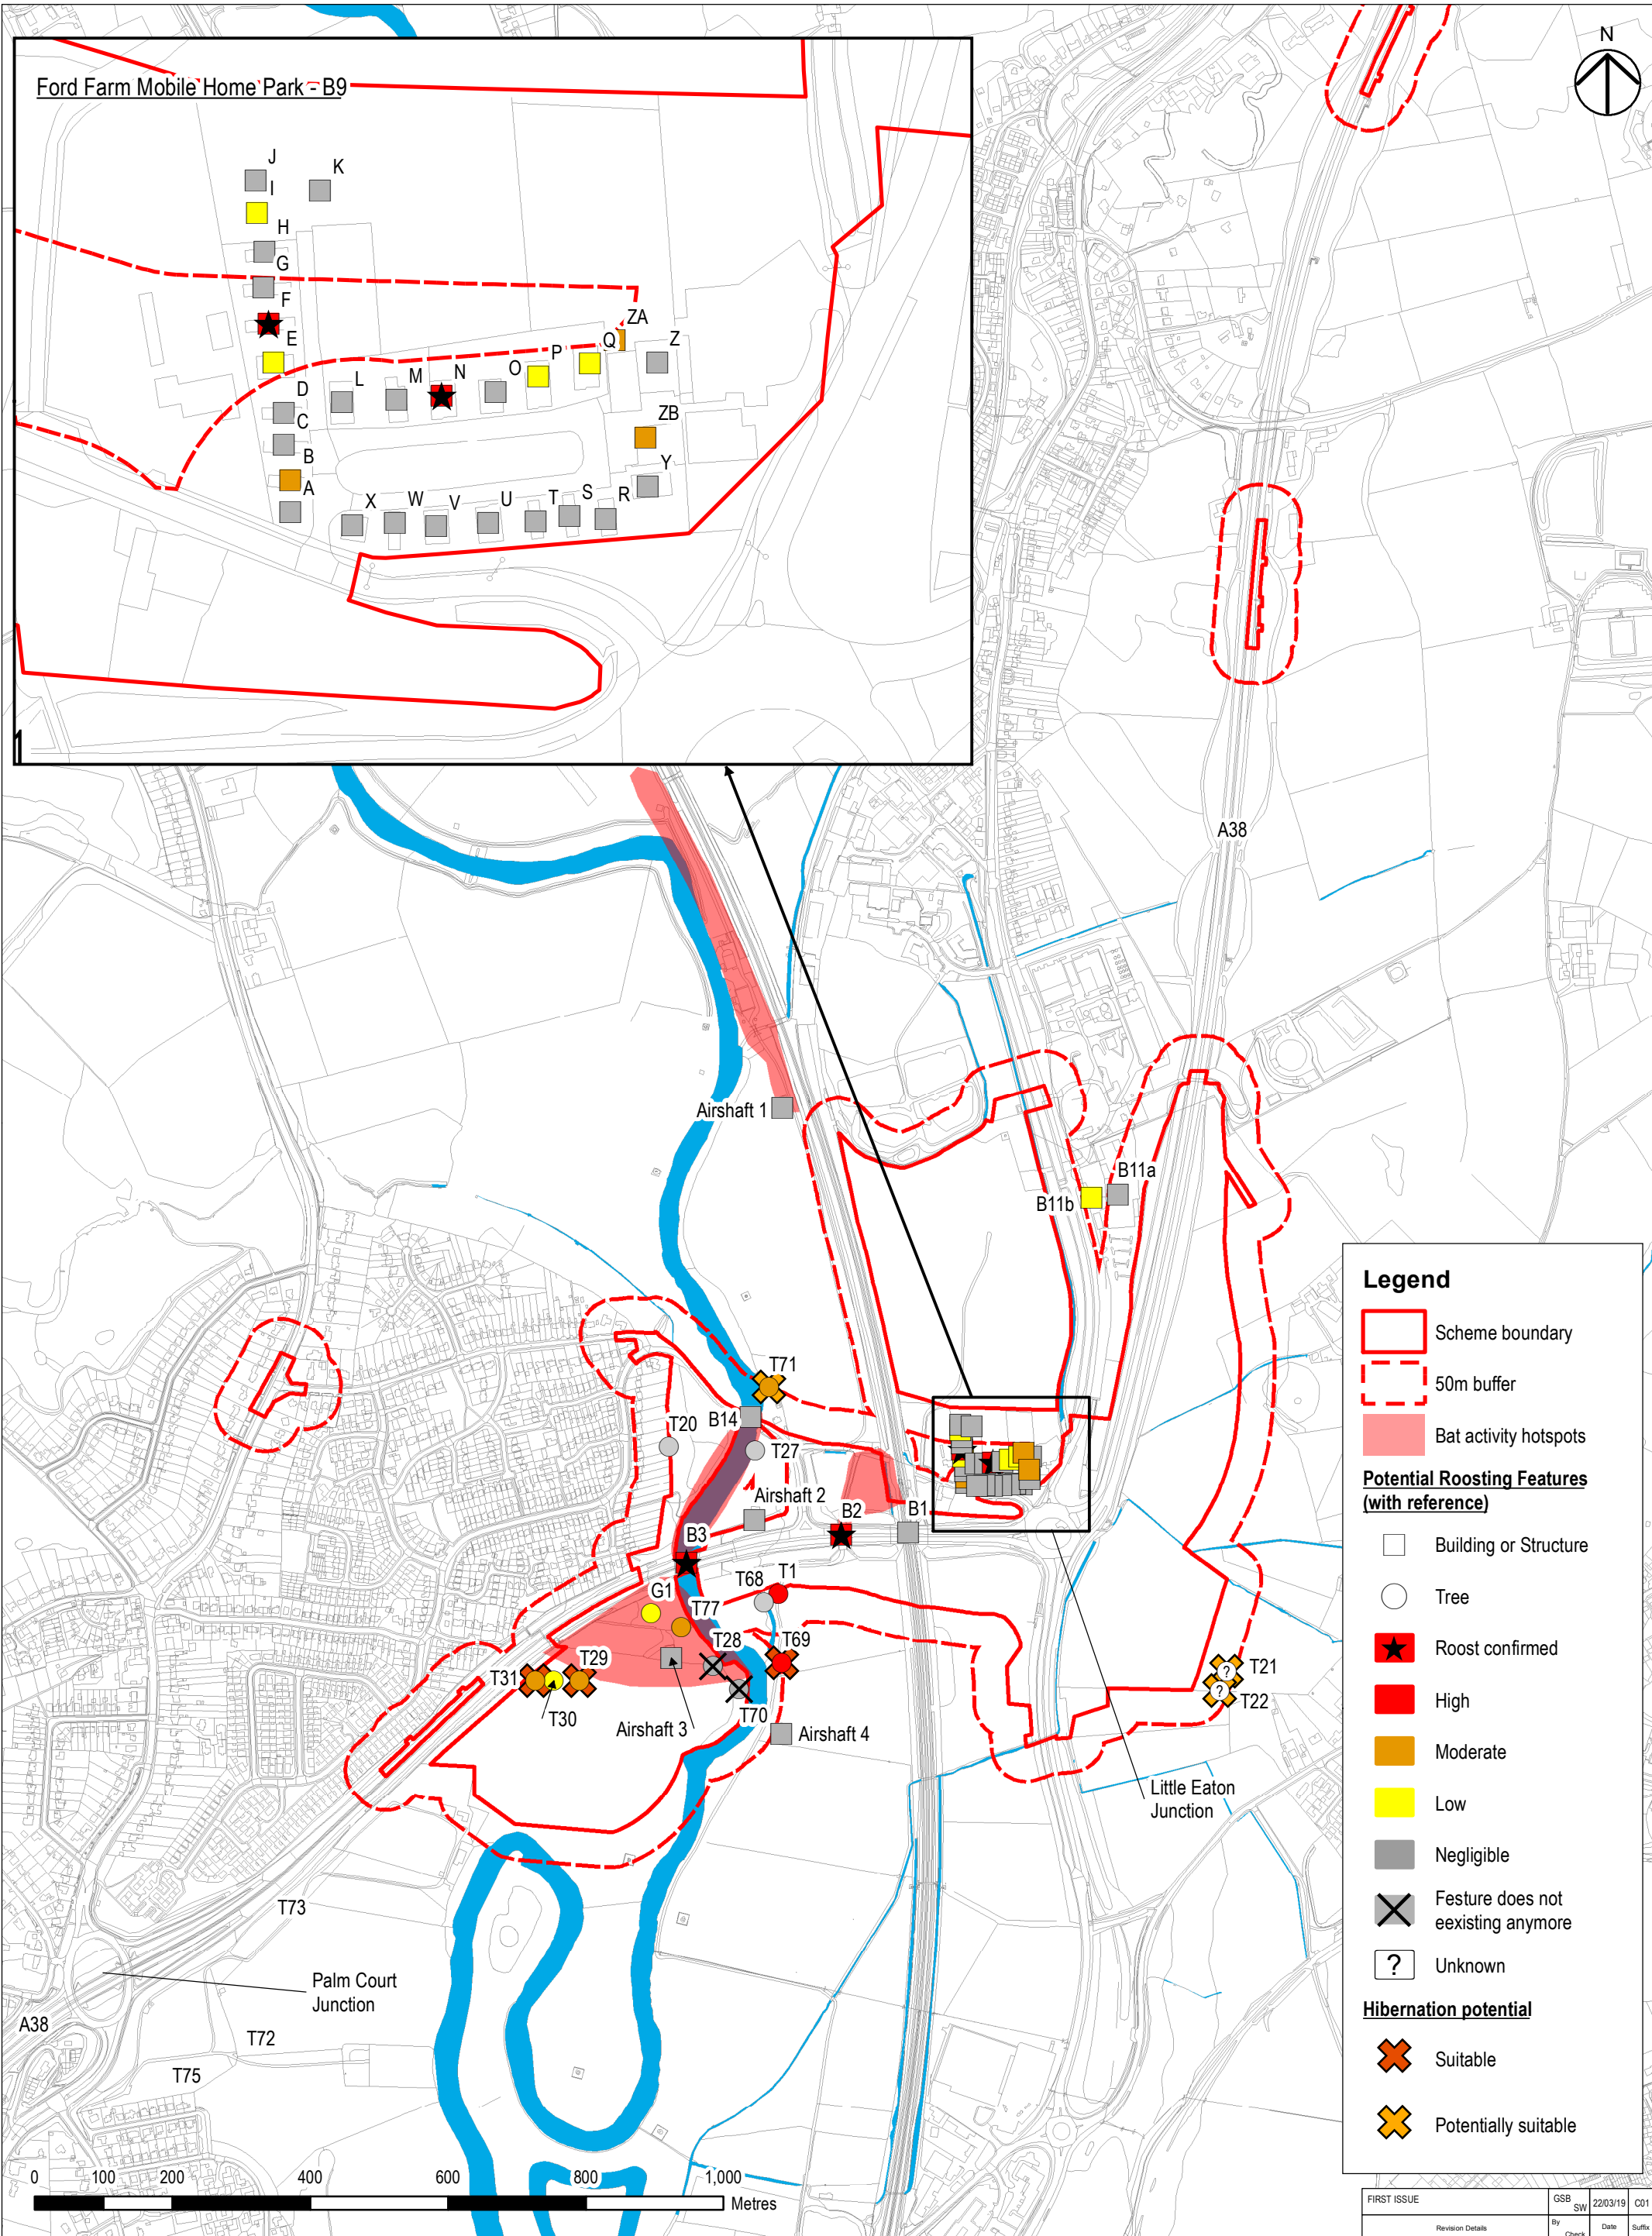 Ford Farm Mobile Home Park - B9
N
J
K
I
H
G
F
E
D
C
B
A
L
M
N
O
P
Q
ZA
Z
ZB
Y
X
W
V
U
T
S
R
1
A38
Airshaft 1
B11a
B11b
T71
B14
T20
T27
Airshaft 2
B2
B1
B3
G1
T68
T1
T77
T28
T69
T31
T29
T30
T70
Airshaft 3
Airshaft 4
T21
T22
Little Eaton
Junction
T73
Palm Court
Junction
A38
T72
T75
0 100 200 400 600 800 1,000
Metres
Legend
Scheme boundary
50m buffer
Bat activity hotspots
Potential Roosting Features
(with reference)
Building or Structure
Tree
Roost confirmed
High
Moderate
Low
Negligible
Festure does not
eexisting anymore
? Unknown
Hibernation potential
Suitable
Potentially suitable
? 
?
FIRST ISSUE GSB SW 22/03/19 C01
Revision Details By Check Date Suffix